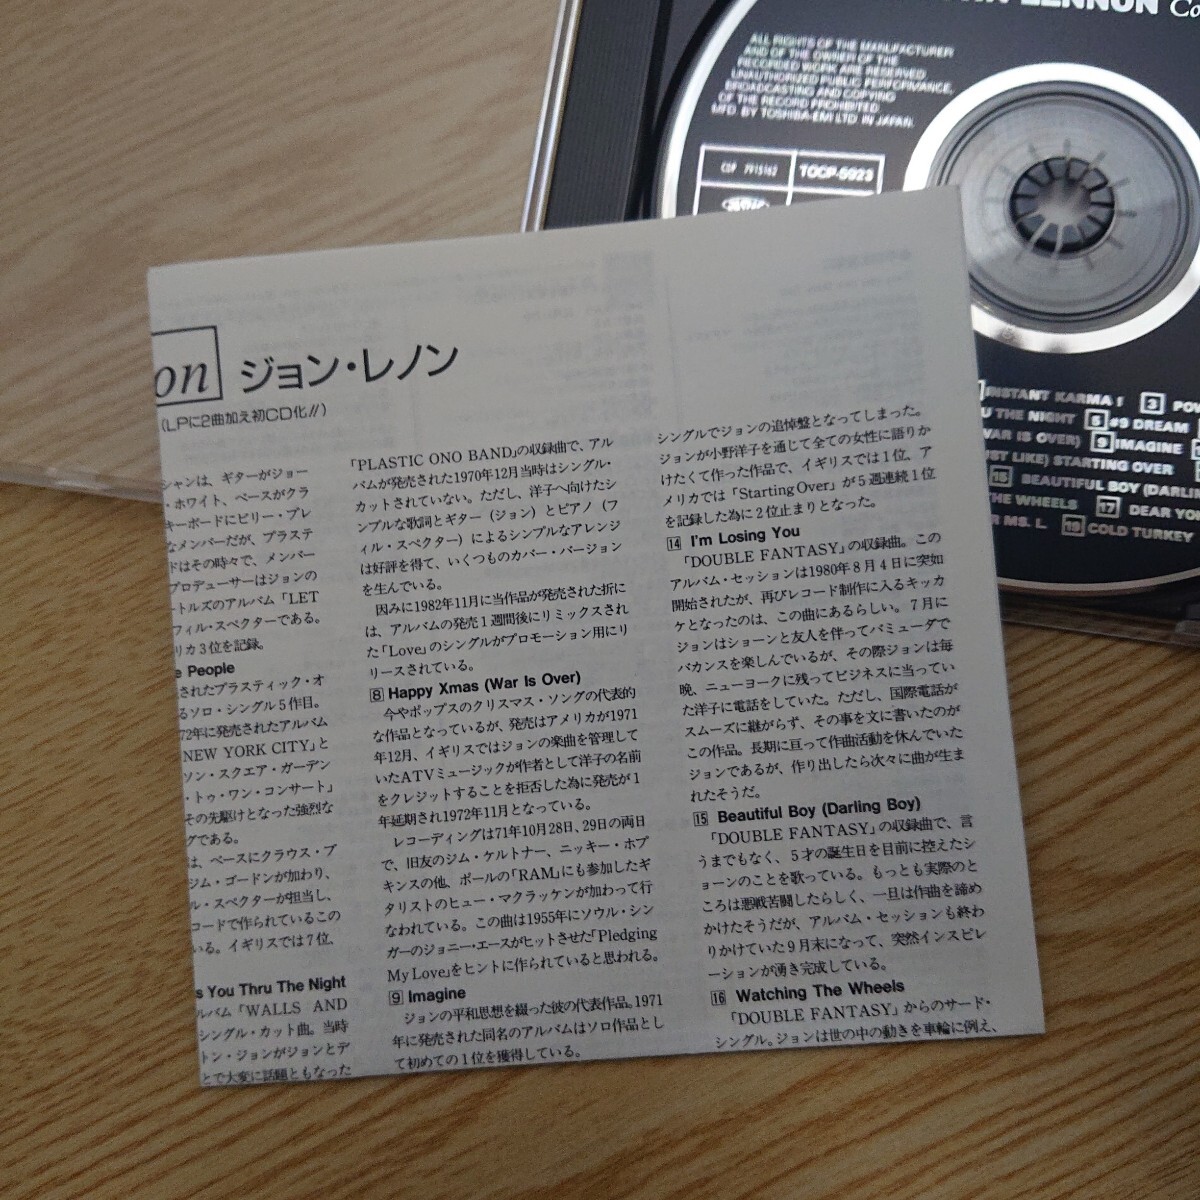 LENNON Co
ALL RIGHTS OF THE MANUFACTURER
AND OF THE OWNER OF THE
RECORDED WORK ARE RESERVED
UNAUTHORIZED PUBLIC PERFORMANCE,
BROADCASTING AND COPYING
OF THE RECORD PROHIBITED.
MFD. BY TOSHIBA-EMI LTD. IN JAPAN.
CDP 7915162 TOCP-5923
INSTANT KARMA ! 3 POW
U THE NIGHT 5 #9 DREAM
WAR IS OVER) 9 IMAGINE
UST LIKE) STARTING OVER
15 BEAUTIFUL BOY (DARLI
THE WHEELS 17 DEAR YOK
R MS. L. 19 COLD TURKEY
on ジョン・レノン
(LPに2曲加え初CD化//)
シャンは、ギターがジョー
・ホワイト、ベースがクラ
キーボードにビリー・プレ
なメンバーだが、プラステ
ドはその時々で、メンバー
プロデューサーはジョンの
ートルズのアルバム「LET
フィル・スペクターである。
リカ3位を記録。
e People
されたプラスティック・オ
るソロ・シングル5作目。
72年に発売されたアルバム
NEW YORK CITY」と
ソン・スクエア・ガーデン
・トゥ・ワン・コンサート」
その先駆けとなった強烈な
グである。
は、ベースにクラウス・ブ
ジム・ゴードンが加わり、
ル・スペクターが担当し、
コードで作られているこの
いる。イギリスでは7位、
s You Thru The Night
ルバム「WALLS AND
シングル・カット曲。当時
トン・ジョンがジョンとデ
とで大変に話題ともなった
「PLASTIC ONO BAND」の収録曲で、アル
バムが発売された1970年12月当時はシングル・
カットされていない。ただし、洋子へ向けたシ
ンプルな歌詞とギター（ジョン）とピアノ（フ
ィル・スペクター）によるシンプルなアレンジ
は好評を得て、いくつものカバー・バージョン
を生んでいる。
因みに1982年11月に当作品が発売された折に
は、アルバムの発売1週間後にリミックスされ
た「Love」のシングルがプロモーション用にリ
リースされている。
8 Happy Xmas (War Is Over)
今やポップスのクリスマス・ソングの代表的
な作品となっているが、発売はアメリカが1971
年12月、イギリスではジョンの楽曲を管理して
いたATVミュージックが作者として洋子の名前
をクレジットすることを拒否した為に発売が1
年延期され1972年11月となっている。
レコーディングは71年10月28日、29日の両日
で、旧友のジム・ケルトナー、ニッキー・ホプ
キンスの他、ポールの「RAM」にも参加したギ
タリストのヒュー・マクラッケンが加わって行
なわれている。この曲は1955年にソウル・シン
ガーのジョニー・エースがヒットさせた「Pledging
My Love」をヒントに作られていると思われる。
9 Imagine
ジョンの平和思想を綴った彼の代表作品。1971
年に発売された同名のアルバムはソロ作品とし
て初めての1位を獲得している。
シングルでジョンの追悼盤となってしまった。
ジョンが小野洋子を通じて全ての女性に語りか
けたくて作った作品で、イギリスでは1位、ア
メリカでは「Starting Over」が5週連続1位
を記録した為に2位止まりとなった。
14 I'm Losing You
「DOUBLE FANTASY」の収録曲。この
アルバム・セッションは1980年8月4日に突如
開始されたが、再びレコード制作に入るキッカ
ケとなったのは、この曲にあるらしい。7月に
ジョンはショーンと友人を伴ってバミューダで
バカンスを楽しんでいるが、その際ジョンは毎
晩、ニューヨークに残ってビジネスに当ってい
た洋子に電話をしていた。ただし、国際電話が
スムーズに継がらず、その事を文に書いたのが
この作品。長期に亘って作曲活動を休んでいた
ジョンであるが、作り出したら次々に曲が生ま
れたそうだ。
15 Beautiful Boy (Darling Boy)
「DOUBLE FANTASY」の収録曲で、言
うまでもなく、5才の誕生日を目前に控えたシ
ョーンのことを歌っている。もっとも実際のと
ころは悪戦苦闘したらしく、一旦は作曲を諦め
かけたそうだが、アルバム・セッションも終わ
りかけていた9月末になって、突然インスピレ
ーションが湧き完成している。
16 Watching The Wheels
「DOUBLE FANTASY」からのサード・
シングル。ジョンは世の中の動きを車輪に例え、